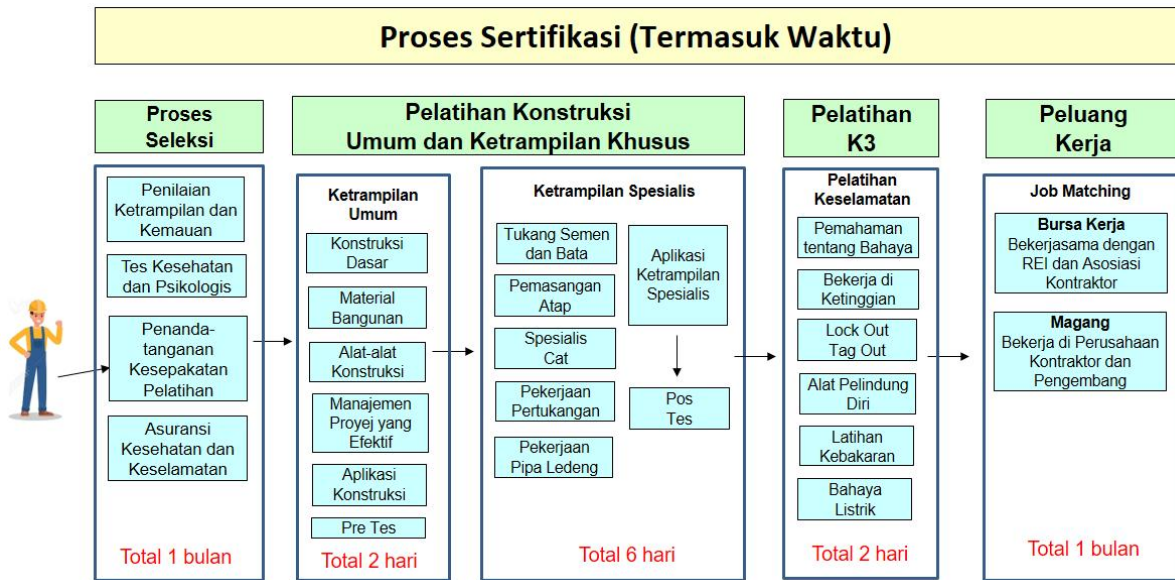 Proses Sertifikasi (Termasuk Waktu)
Proses
Seleksi
Penilaian
Ketrampilan dan
Kemauan
Tes Kesehatan
dan Psikologis
Penanda-
tanganan
Kesepakatan
Pelatihan
Asuransi
Kesehatan dan
Keselamatan
Total 1 bulan
Pelatihan Konstruksi
Umum dan Ketrampilan Khusus
Ketrampilan
Umum
Konstruksi
Dasar
Material
Bangunan
Alat-alat
Konstruksi
Manajemen
Proyej yang
Efektif
Aplikasi
Konstruksi
Pre Tes
Total 2 hari
Ketrampilan Spesialis
Tukang Semen
dan Bata
Pemasangan
Atap
Spesialis
Cat
Pekerjaan
Pertukangan
Pekerjaan
Pipa Ledeng
Aplikasi
Ketrampilan
Spesialis
Pos
Tes
Total 6 hari
Pelatihan
K3
Pelatihan
Keselamatan
Pemahaman
tentang Bahaya
Bekerja di
Ketinggian
Lock Out
Tag Out
Alat Pelindung
Diri
Latihan
Kebakaran
Bahaya
Listrik
Total 2 hari
Peluang
Kerja
Job Matching
Bursa Kerja
Bekerjasama dengan
REI dan Asosiasi
Kontraktor
Magang
Bekerja di Perusahaan
Kontraktor dan
Pengembang
Total 1 bulan